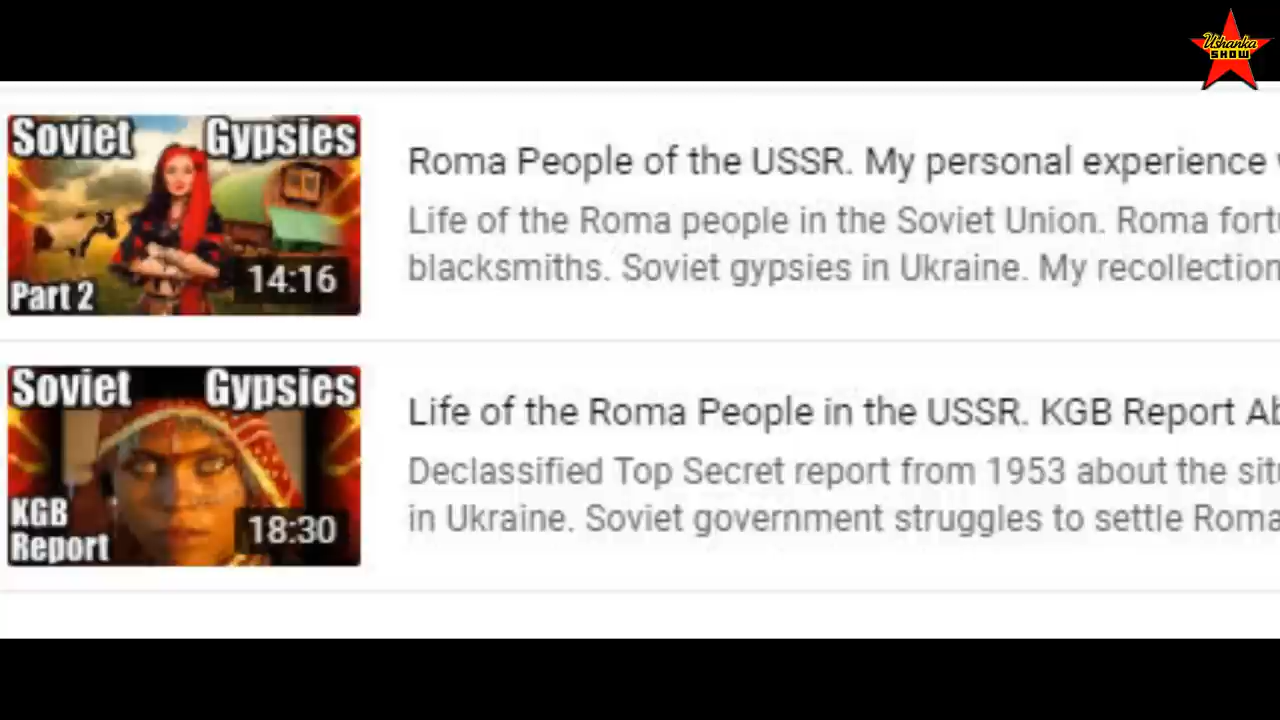 Ushanka
SHOW
Soviet Gypsies
Part 2
14:16
Roma People of the USSR. My personal experience
Life of the Roma people in the Soviet Union. Roma
blacksmiths. Soviet gypsies in Ukraine. My recollection
Soviet Gypsies
KGB
Report
18:30
Life of the Roma People in the USSR. KGB Report
Declassified Top Secret report from 1953 about the
in Ukraine. Soviet government struggles to settle Roma